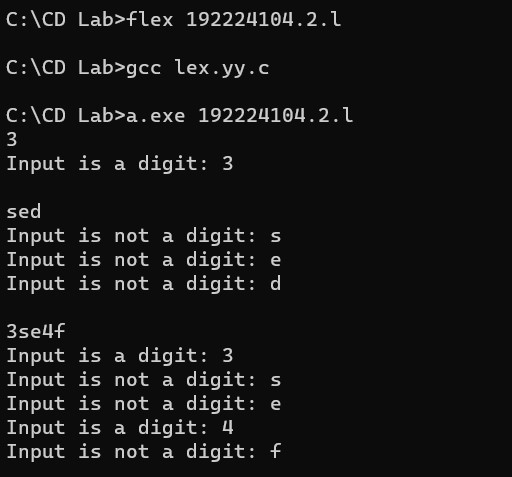 C:\CD Lab>flex 192224104.2.l
C:\CD Lab>gcc lex.yy.c
C:\CD Lab>a.exe 192224104.2.l
3
Input is a digit: 3
sed
Input is not a digit: s
Input is not a digit: e
Input is not a digit: d
3se4f
Input is a digit: 3
Input is not a digit: s
Input is not a digit: e
Input is a digit: 4
Input is not a digit: f